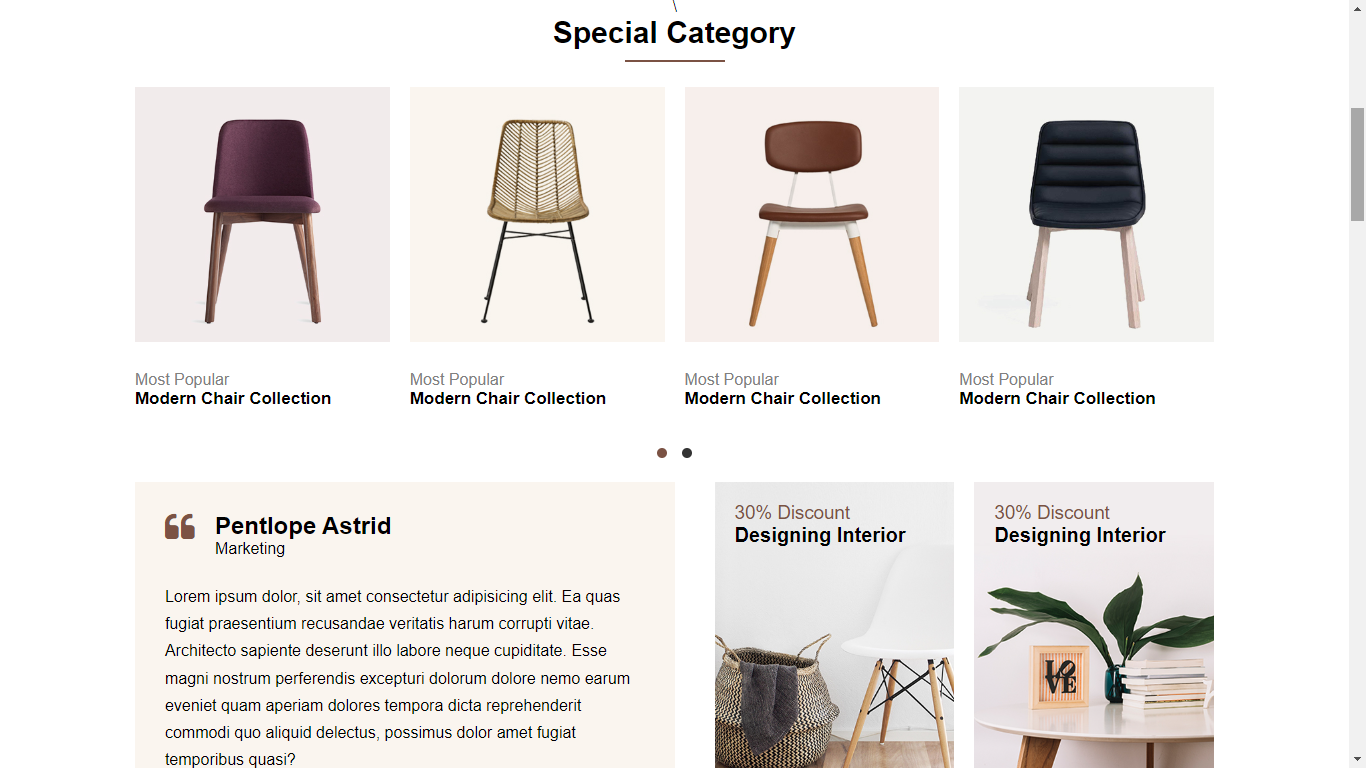 \
Special Category
Most Popular
Modern Chair Collection
Most Popular
Modern Chair Collection
Most Popular
Modern Chair Collection
Most Popular
Modern Chair Collection
Pentlope Astrid
Marketing
Lorem ipsum dolor, sit amet consectetur adipisicing elit. Ea quas
fugiat praesentium recusandae veritatis harum corrupti vitae.
Architecto sapiente deserunt illo labore neque cupiditate. Esse
magni nostrum perferendis excepturi dolorum dolore nemo earum
eveniet quam aperiam dolores tempora dicta reprehenderit
commodi quo aliquid delectus, possimus dolor amet fugiat
temporibus quasi?
30% Discount
Designing Interior
30% Discount
Designing Interior
LO
VE